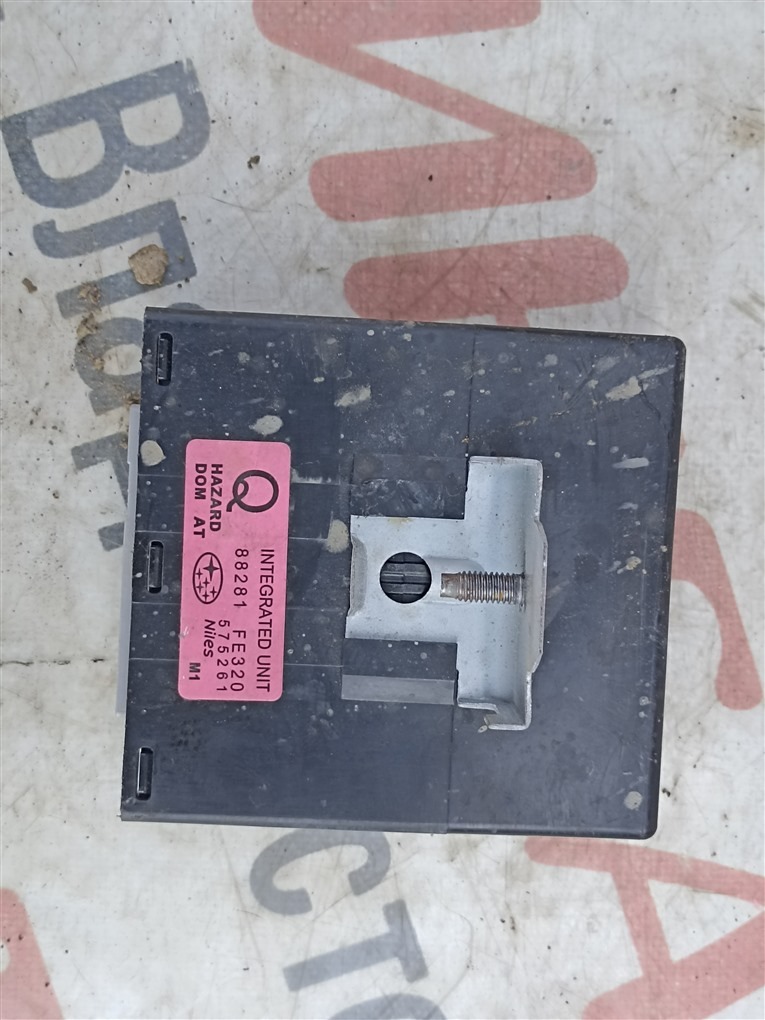 INTEGRATED UNIT
88281 FE320
575261
Q
HAZARD
DOM AT
Niles
M1